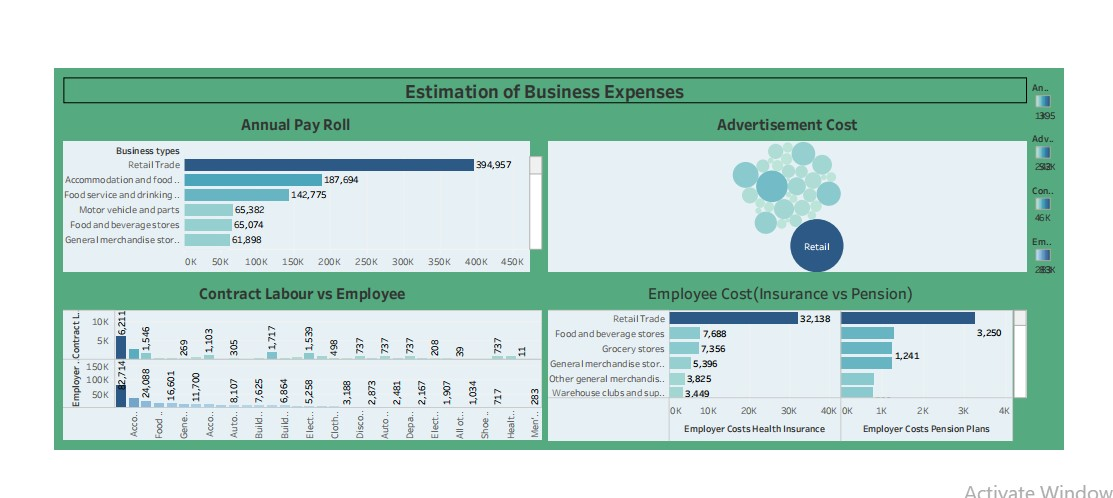 Estimation of Business Expenses
An..
Annual Pay Roll
Advertisement Cost
Business types
Retail Trade 394,957
Accommodation and food .. 187,694
Food service and drinking .. 142,775
Motor vehicle and parts 65,382
Food and beverage stores 65,074
General merchandise stor.. 61,898
0K 50K 100K 150K 200K 250K 300K 350K 400K 450K
Retail
Adv..
Con..
46K
Em..
Contract Labour vs Employee
Contract L..
10K
5K
6,211 1,546 269 1,103 305 1,717 1,539 498 737 737 737 208 39 737 11
Employer ..
150K
100K
50K
82,714 24,088 16,601 11,700 8,107 7,625 6,864 5,258 3,188 2,873 2,481 2,167 1,907 1,034 717 283
Acco.. Food .. Gene.. Acco.. Auto.. Build.. Build.. Elect.. Cloth.. Disco.. Auto .. Depa.. Elect.. All ot.. Shoe .. Healt.. Men'..
Employee Cost(Insurance vs Pension)
Retail Trade 32,138
Food and beverage stores 7,688 3,250
Grocery stores 7,356
General merchandise stor.. 5,396 1,241
Other general merchandis.. 3,825
Warehouse clubs and sup.. 3,449
0K 10K 20K 30K 40K 0K 1K 2K 3K 4K
Employer Costs Health Insurance Employer Costs Pension Plans
Activate Window